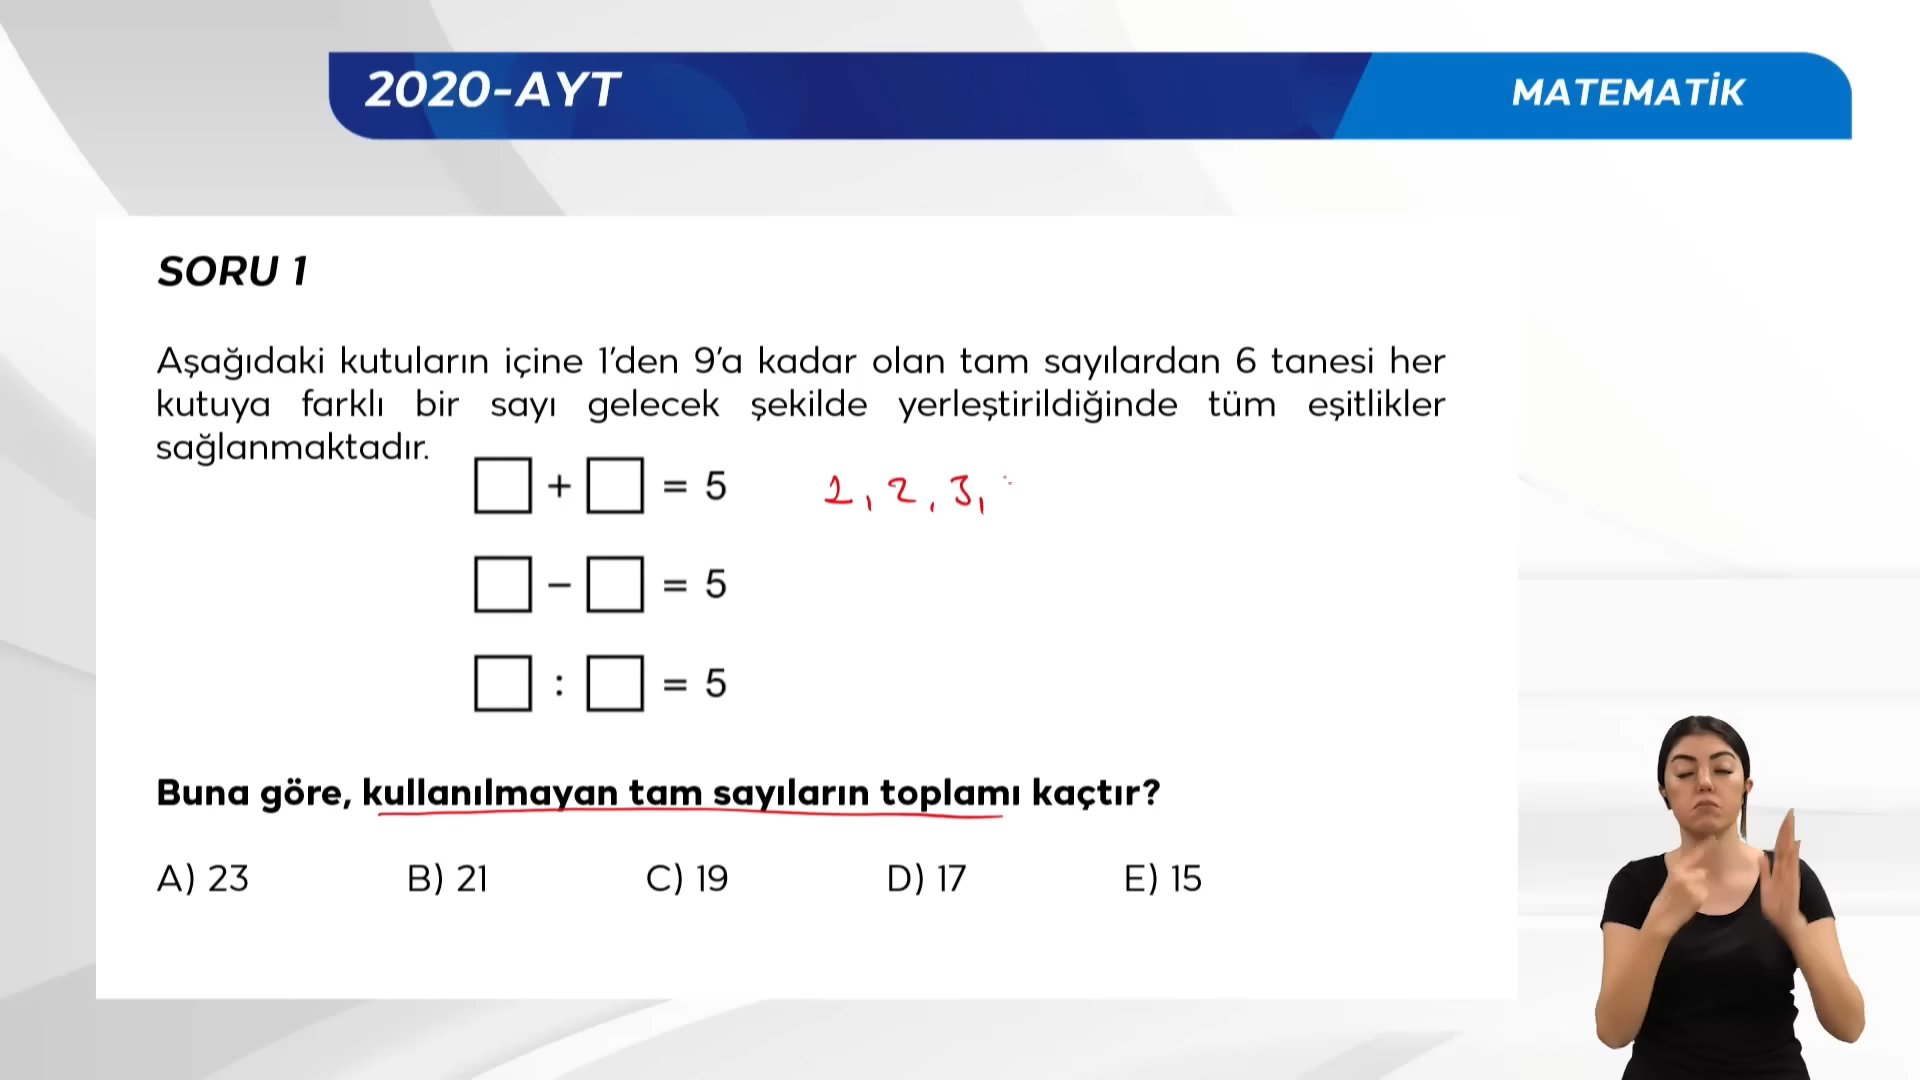 2020-AYT
MATEMATİK
SORU 1
Aşağıdaki kutuların içine 1’den 9’a kadar olan tam sayılardan 6 tanesi her
kutuya farklı bir sayı gelecek şekilde yerleştirildiğinde tüm eşitlikler
sağlanmaktadır.
□ + □ = 5
1, 2, 3,
□ − □ = 5
□ : □ = 5
Buna göre, kullanılmayan tam sayıların toplamı kaçtır?
A) 23 B) 21 C) 19 D) 17 E) 15